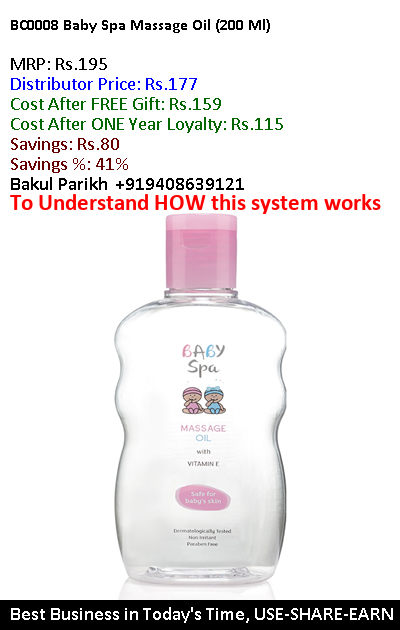 BC0008 Baby Spa Massage Oil (200 Ml)
MRP: Rs.195
Distributor Price: Rs.177
Cost After FREE Gift: Rs.159
Cost After ONE Year Loyalty: Rs.115
Savings: Rs.80
Savings %: 41%
Bakul Parikh +919408639121
To Understand HOW this system works
BABY
Spa
MASSAGE
OIL
with
VITAMIN E
Safe for
baby's skin
Dermatologically Tested
Non Irritant
Paraben Free
Best Business in Today's Time, USE-SHARE-EARN